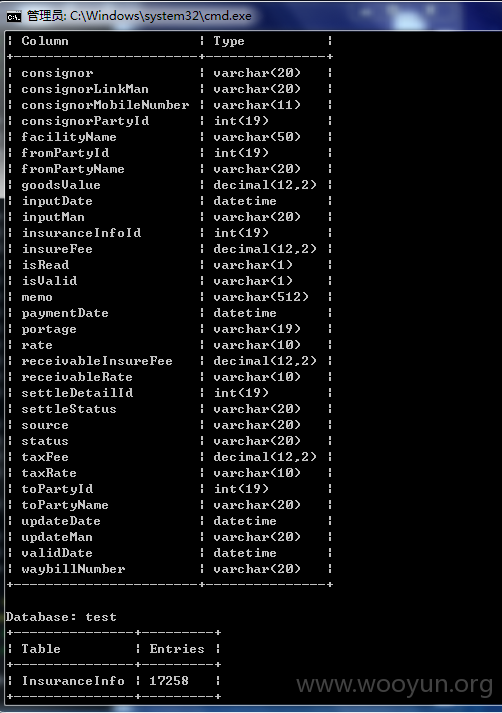 管理员: C:\Windows\system32\cmd.exe
| Column | Type |
+-----------------------+---------------+
| consignor | varchar(20) |
| consignorLinkMan | varchar(20) |
| consignorMobileNumber | varchar(11) |
| consignorPartyId | int(19) |
| facilityName | varchar(50) |
| fromPartyId | int(19) |
| fromPartyName | varchar(20) |
| goodsValue | decimal(12,2) |
| inputDate | datetime |
| inputMan | varchar(20) |
| insuranceInfoId | int(19) |
| insureFee | decimal(12,2) |
| isRead | varchar(1) |
| isValid | varchar(1) |
| memo | varchar(512) |
| paymentDate | datetime |
| portage | varchar(19) |
| rate | varchar(10) |
| receivableInsureFee | decimal(12,2) |
| receivableRate | varchar(10) |
| settleDetailId | int(19) |
| settleStatus | varchar(20) |
| source | varchar(20) |
| status | varchar(20) |
| taxFee | decimal(12,2) |
| taxRate | varchar(10) |
| toPartyId | int(19) |
| toPartyName | varchar(20) |
| updateDate | datetime |
| updateMan | varchar(20) |
| validDate | datetime |
| waybillNumber | varchar(20) |
+-----------------------+---------------+
Database: test
+---------------+---------+
| Table | Entries |
+---------------+---------+
| InsuranceInfo | 17258 |
+---------------+---------+
www.wooyun.org